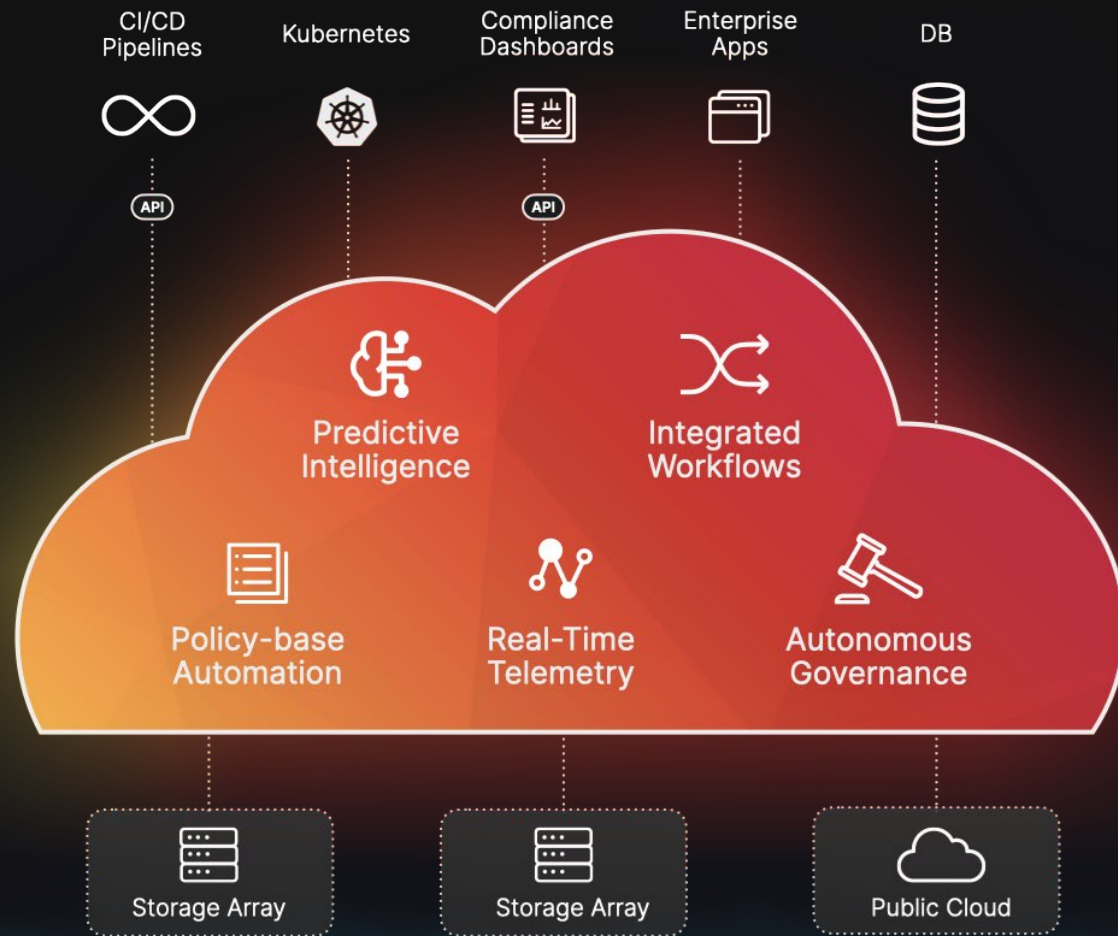 CI/CD
Pipelines
Kubernetes
Compliance
Dashboards
Enterprise
Apps
DB
API
API
Predictive
Intelligence
Integrated
Workflows
Policy-base
Automation
Real-Time
Telemetry
Autonomous
Governance
Storage Array
Storage Array
Public Cloud